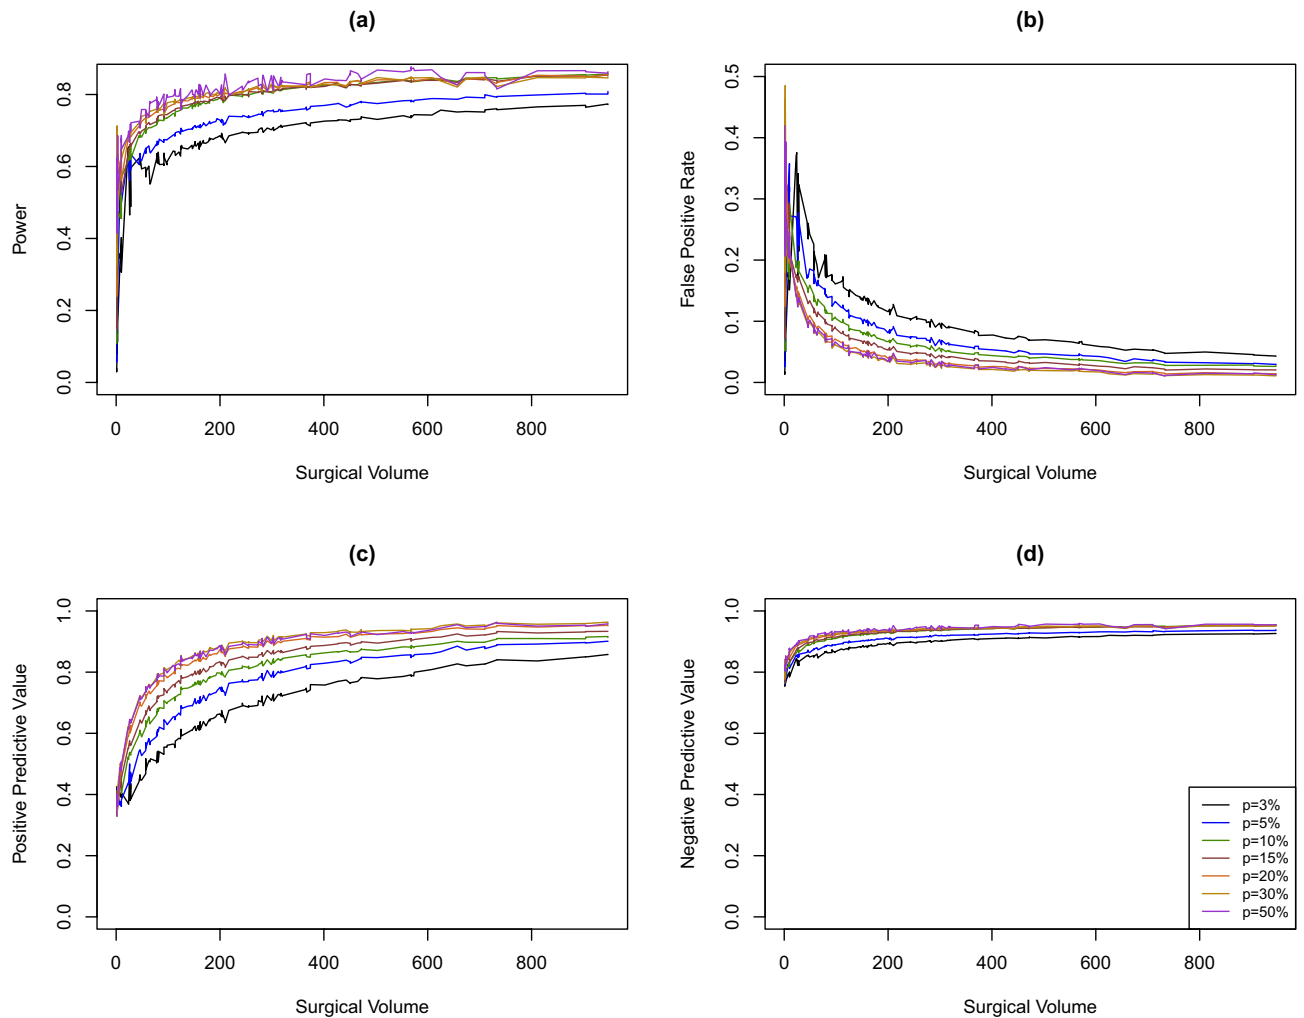 (a)
Power
0.0 0.2 0.4 0.6 0.8
0 200 400 600 800
Surgical Volume
(b)
False Positive Rate
0.0 0.1 0.2 0.3 0.4 0.5
0 200 400 600 800
Surgical Volume
(c)
Positive Predictive Value
0.0 0.2 0.4 0.6 0.8 1.0
0 200 400 600 800
Surgical Volume
(d)
Negative Predictive Value
0.0 0.2 0.4 0.6 0.8 1.0
p=3%
p=5%
p=10%
p=15%
p=20%
p=30%
p=50%
0 200 400 600 800
Surgical Volume